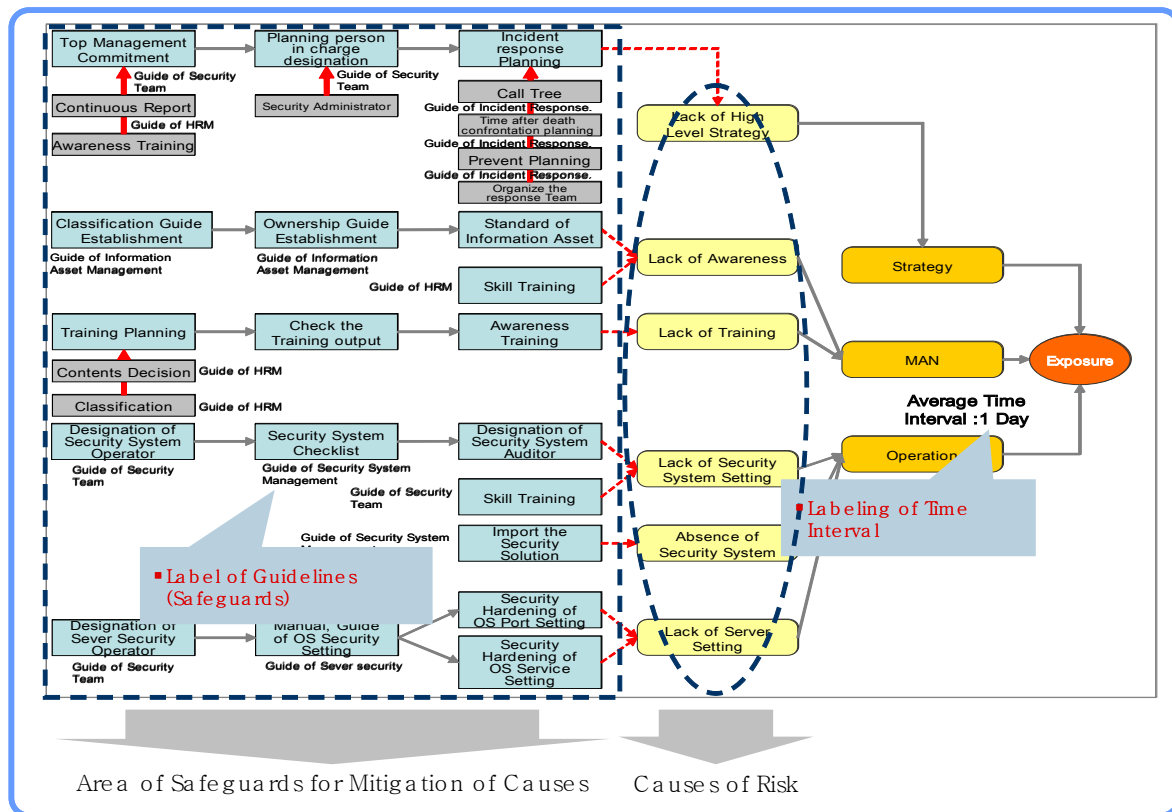 Top Management
Commitment
Planning person
in charge
designation
Incident
response
Planning
Guide of Security
Team
Guide of Security
Team
Continuous Report
Security Administrator
Call Tree
Guide of Incident Response.
Guide of HRM
Time after death
confrontation planning
Awareness Training
Guide of Incident Response.
Prevent Planning
Guide of Incident Response.
Organize the
response Team
Lack of High
Level Strategy
Classification Guide
Establishment
Ownership Guide
Establishment
Standard of
Information Asset
Guide of Information
Asset Management
Guide of Information
Asset Management
Guide of HRM
Skill Training
Lack of Awareness
Strategy
Training Planning
Check the
Training output
Awareness
Training
Lack of Training
MAN
Exposure
Contents Decision
Guide of HRM
Classification
Guide of HRM
Average Time
Interval :1 Day
Designation of
Security System
Operator
Security System
Checklist
Designation of
Security System
Auditor
Guide of Security
Team
Guide of Security System
Management
Guide of Security
Team
Skill Training
Lack of Security
System Setting
Operation
Labeling of Time
Interval
Guide of Security System
Import the
Security
Solution
Absence of
Security System
▪ Label of Guidelines
(Safeguards)
Designation of
Sever Security
Operator
Manual, Guide
of OS Security
Setting
Security
Hardening of
OS Port Setting
Security
Hardening of
OS Service
Setting
Lack of Server
Setting
Guide of Security
Team
Guide of Sever security
Area of Safeguards for Mitigation of Causes
Causes of Risk